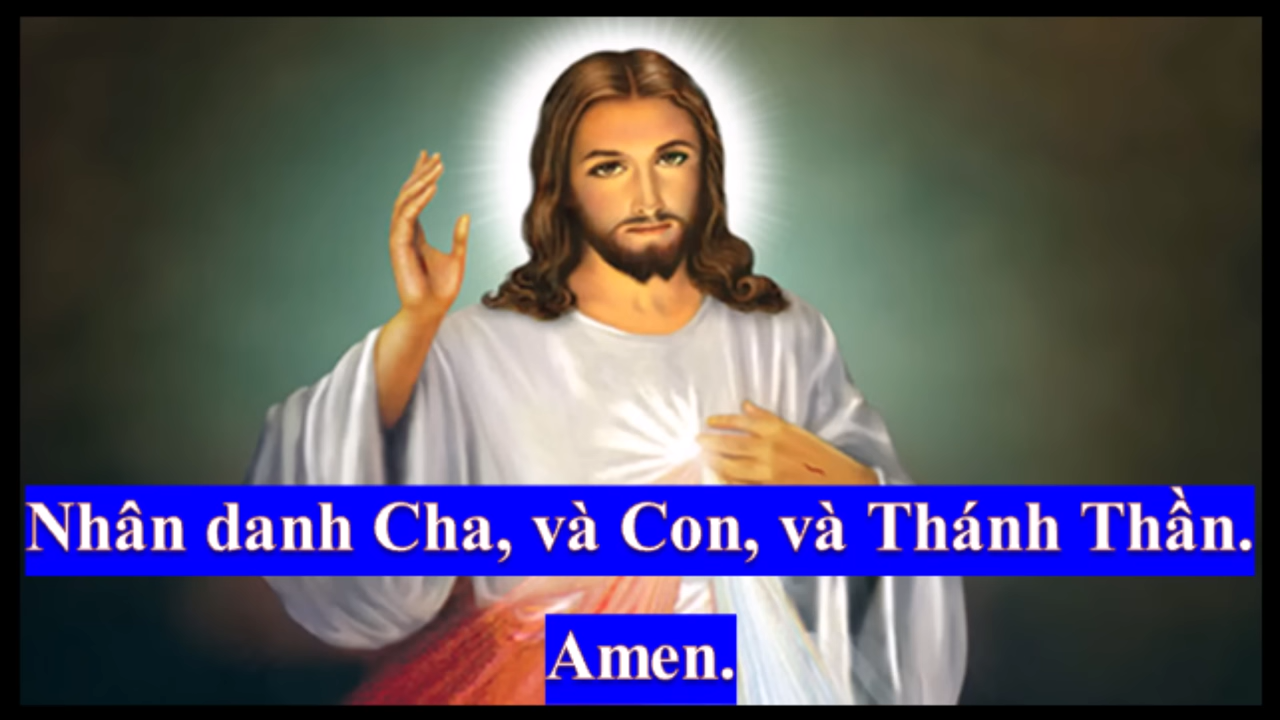 Nhân danh Cha, và Con, và Thánh Thần.
Amen.